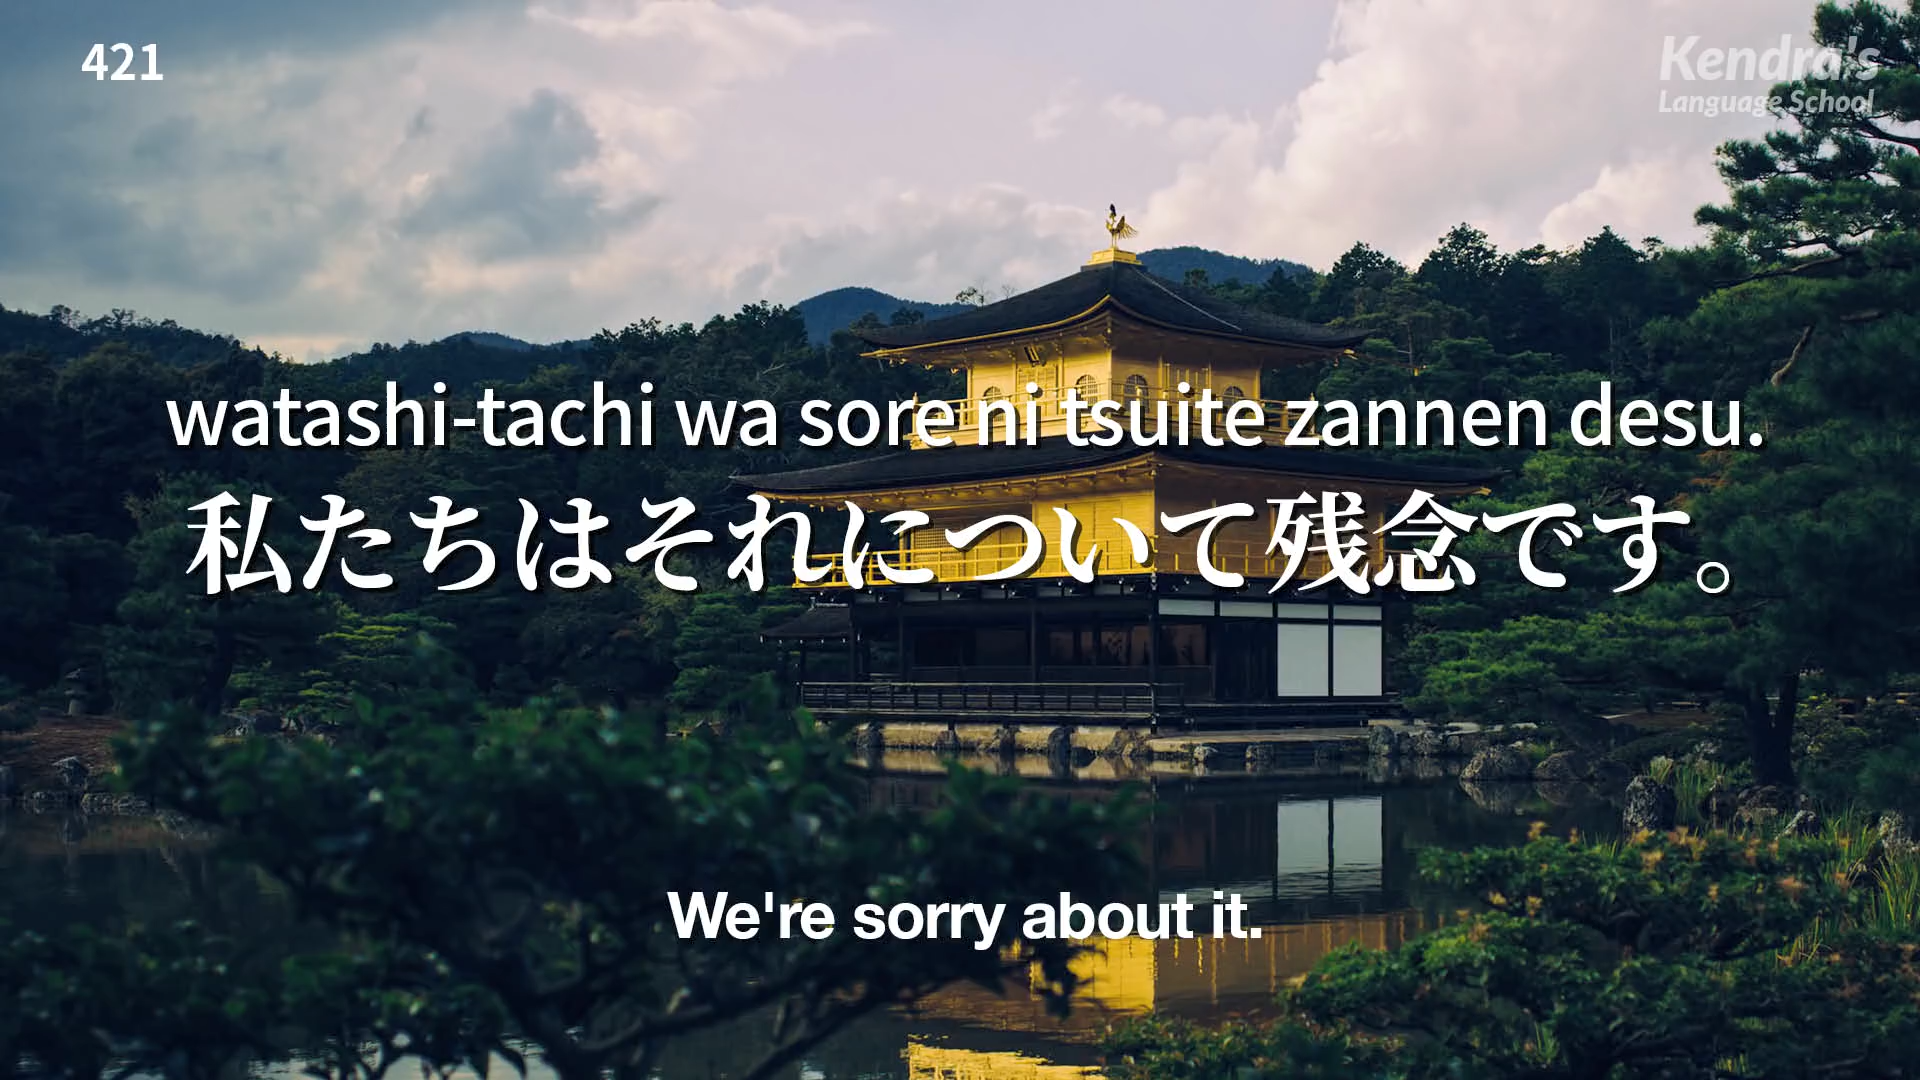 421
Kendra's
Language School
watashi-tachi wa sore ni tsuite zannen desu.
私たちはそれについて残念です。
We're sorry about it.